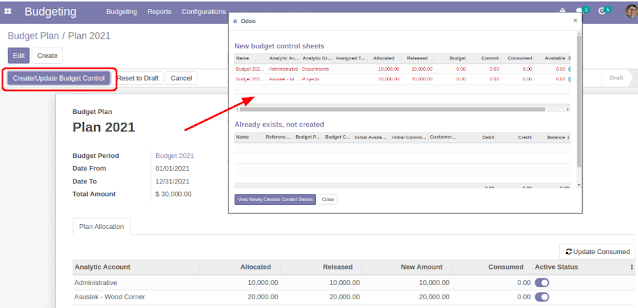 Budgeting
Budgeting Reports Configurations
2
Budget Plan / Plan 2021
Edit Create
Create/Update Budget Control Reset to Draft Cancel
Draft
Budget Plan
Plan 2021
Budget Period Budget 2021
Date From 01/01/2021
Date To 12/31/2021
Total Amount $ 30,000.00
Plan Allocation
Update Consumed
Analytic Account Allocated Released New Amount Consumed Active Status
Administrative 10,000.00 10,000.00 10,000.00 0.00
Asustek - Wood Corner 20,000.00 20,000.00 20,000.00 0.00
Odoo ×
New budget control sheets
Name Analytic Ac... Analytic Gr... Assigned T... Allocated Released Budget Commit Consumed Available
Budget 202... Administrative Departments 10,000.00 10,000.00 0.00 0.00 0.00 0.00
Budget 202... Asustek - W... Projects 20,000.00 20,000.00 0.00 0.00 0.00 0.00
Already exists, not created
Name Referenc... Budget P... Budget C... Initial Availa... Initial Commi... Customer... Debit Credit Balance
0.00 0.00 0.00
View Newly Created Control Sheets Close